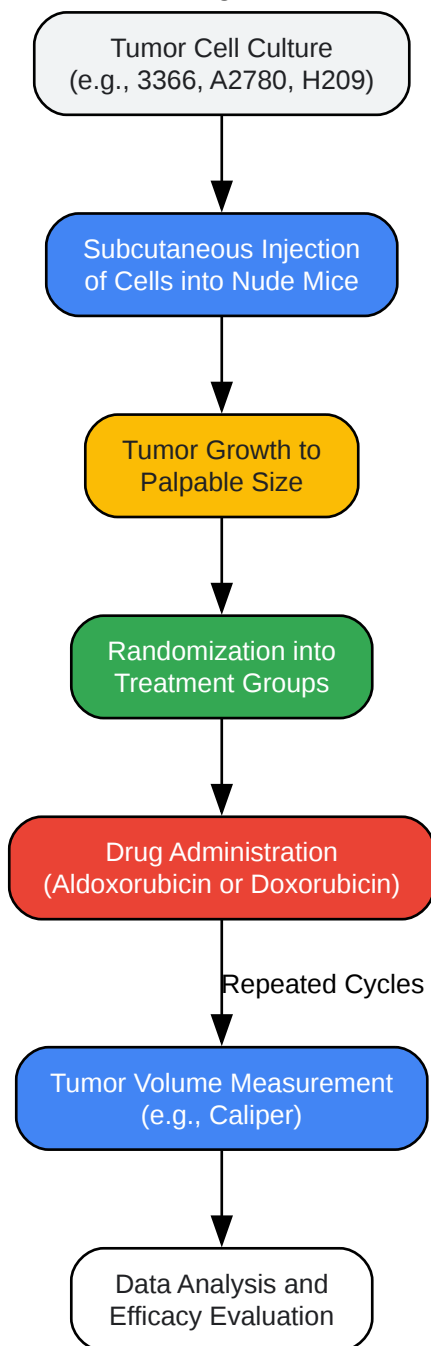 Tumor Cell Culture
(e.g., 3366, A2780, H209)
Subcutaneous Injection
of Cells into Nude Mice
Tumor Growth to
Palpable Size
Randomization into
Treatment Groups
Drug Administration
(Aldoxorubicin or Doxorubicin)
Repeated Cycles
Tumor Volume Measurement
(e.g., Caliper)
Data Analysis and
Efficacy Evaluation